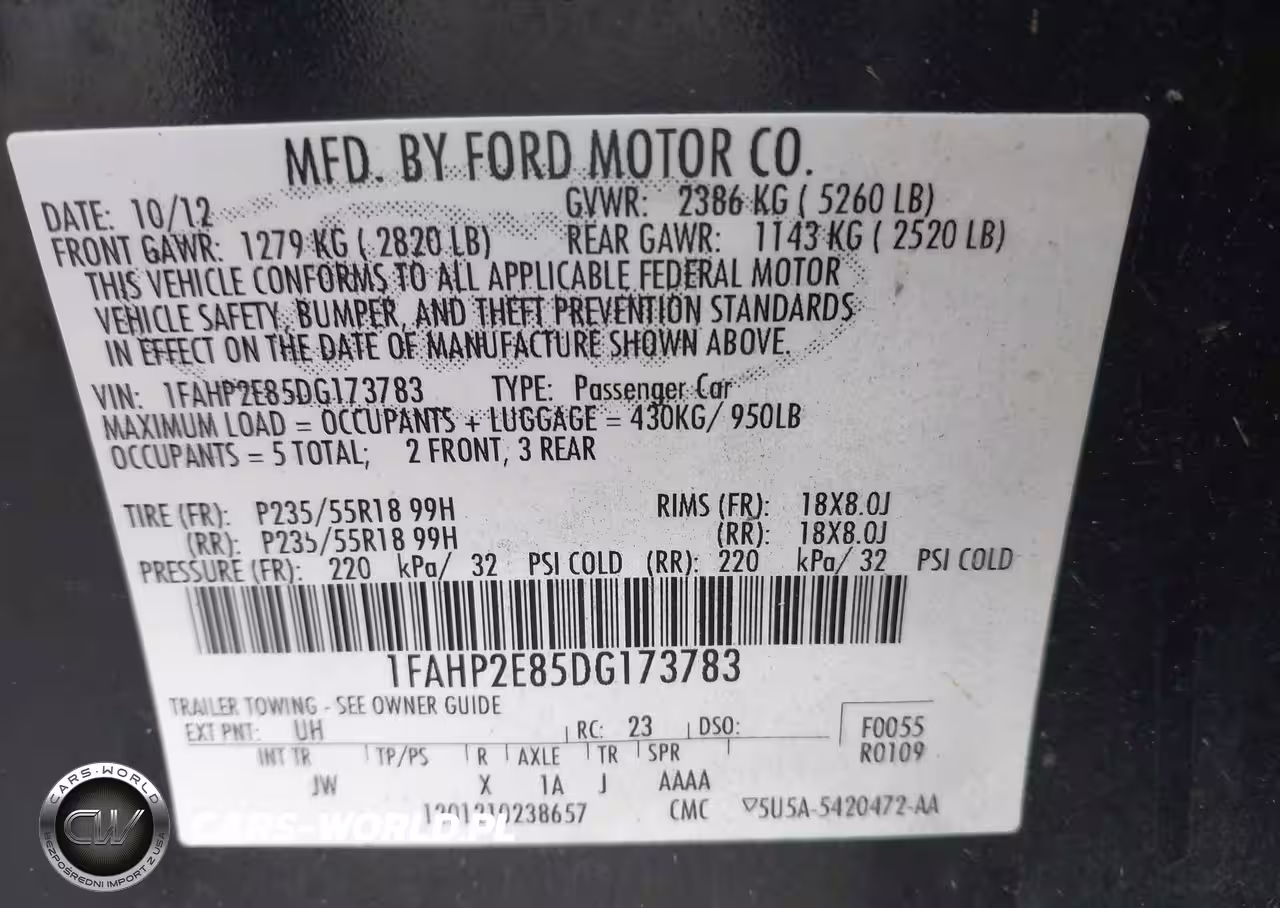 MFD. BY FORD MOTOR CO.
DATE: 10/12 GVWR: 2386 KG ( 5260 LB)
FRONT GAWR: 1279 KG ( 2820 LB) REAR GAWR: 1143 KG ( 2520 LB)
THIS VEHICLE CONFORMS TO ALL APPLICABLE FEDERAL MOTOR
VEHICLE SAFETY, BUMPER, AND THEFT PREVENTION STANDARDS
IN EFFECT ON THE DATE OF MANUFACTURE SHOWN ABOVE.
VIN: 1FAHP2E85DG173783 TYPE: Passenger Car
MAXIMUM LOAD = OCCUPANTS + LUGGAGE = 430KG/ 950LB
OCCUPANTS = 5 TOTAL; 2 FRONT, 3 REAR
TIRE (FR): P235/55R18 99H RIMS (FR): 18X8.0J
(RR): P235/55R18 99H (RR): 18X8.0J
PRESSURE (FR): 220 kPa/ 32 PSI COLD (RR): 220 kPa/ 32 PSI COLD
1FAHP2E85DG173783
TRAILER TOWING - SEE OWNER GUIDE
EXT PNT: UH RC: 23 DSO: F0055
INT TR TP/PS R AXLE TR SPR R0109
JW X 1A J AAAA
1201210238657 CMC ▽5U5A-5420472-AA
CARS-WORLD.PL
CARS-WORLD
CW
BEZPOŚREDNI IMPORT Z USA